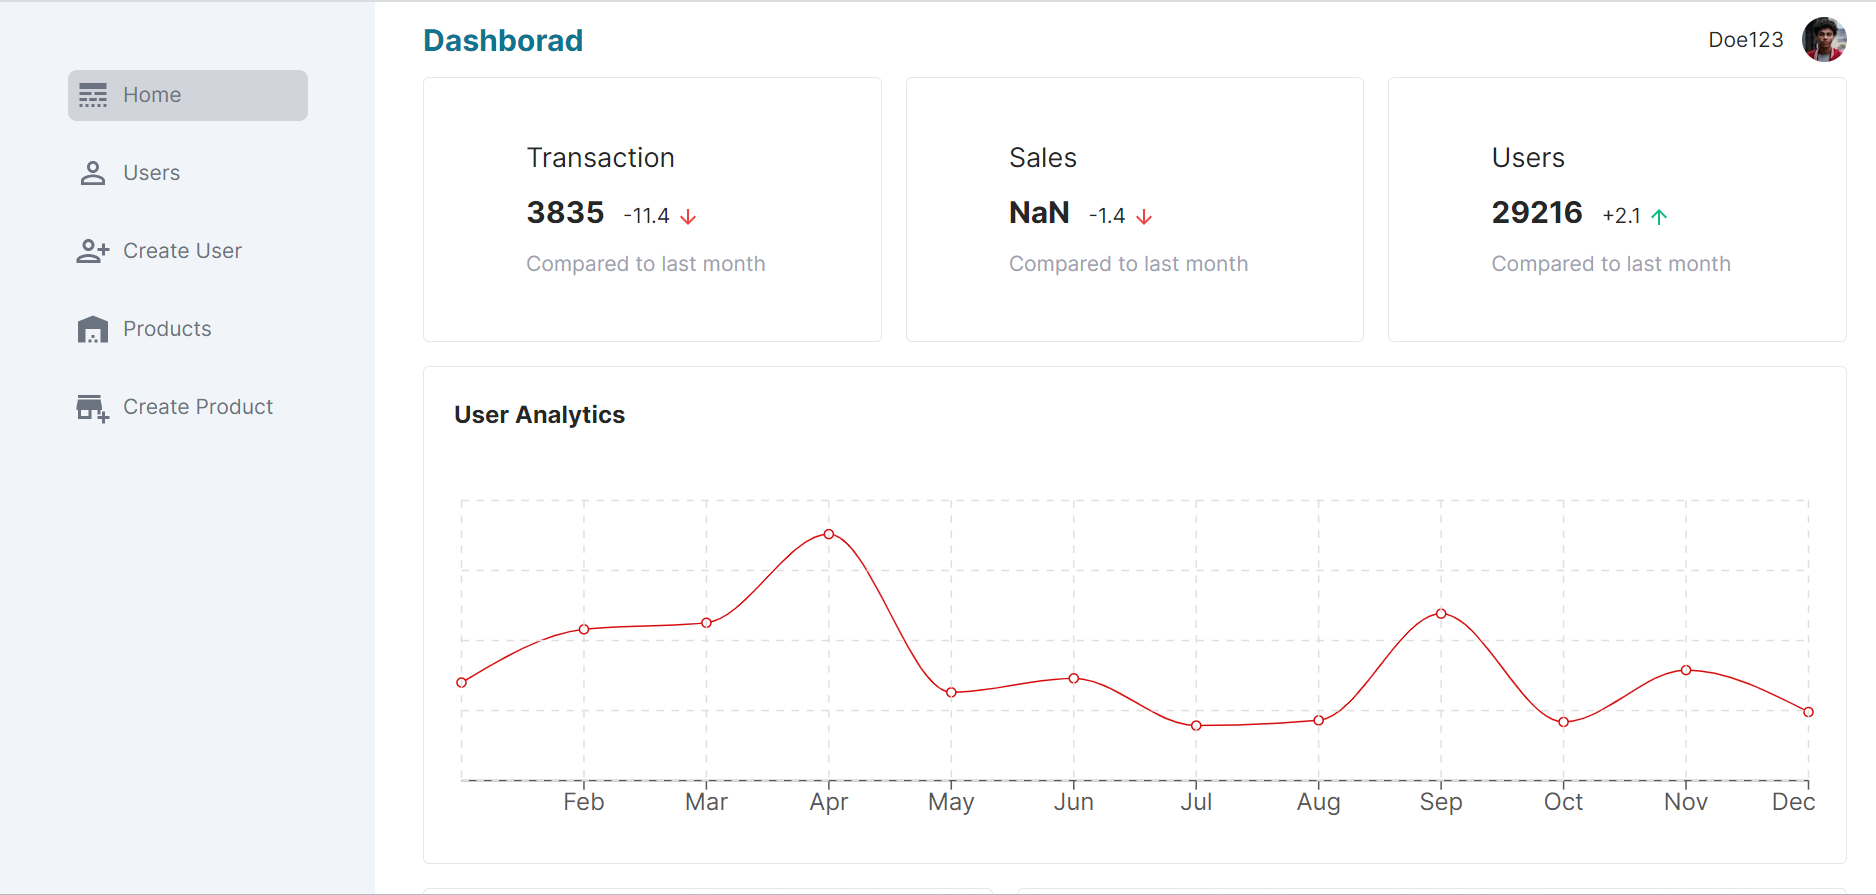 Dashborad
Doe123
Home
Users
Create User
Products
Create Product
Transaction
3835 -11.4
Compared to last month
Sales
NaN -1.4
Compared to last month
Users
29216 +2.1
Compared to last month
User Analytics
Feb Mar Apr May Jun Jul Aug Sep Oct Nov Dec